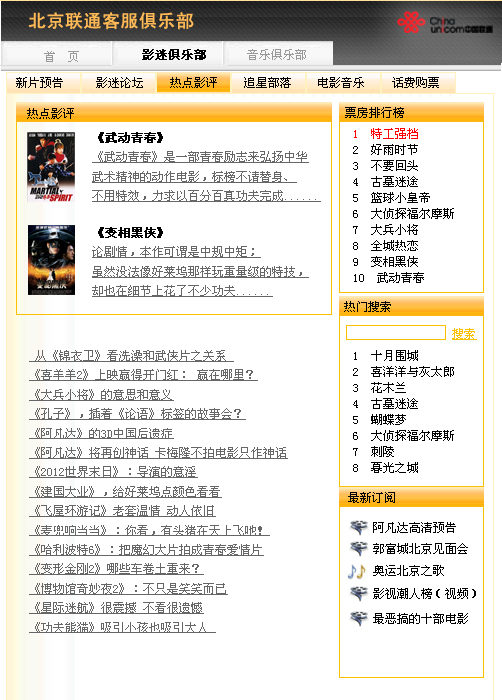 北京联通客服俱乐部
China unicom中国联通
首 页
影迷俱乐部
音乐俱乐部
新片预告
影迷论坛
热点影评
追星部落
电影音乐
话费购票
热点影评
MARTIAL SPIRIT
《武动青春》
《武动青春》是一部青春励志来弘扬中华
武术精神的动作电影，标榜不请替身、
不用特效，力求以百分百真功夫完成......
《变相黑侠》
论剧情，本作可谓是中规中矩；
虽然没法像好莱坞那样玩重量级的特技，
却也在细节上花了不少功夫......
从《锦衣卫》看洗澡和武侠片之关系
《喜羊羊2》上映赢得开门红： 赢在哪里？
《大兵小将》的意思和意义
《孔子》，插着《论语》标签的故事会？
《阿凡达》的3D中国后遗症
《阿凡达》将再创神话 卡梅隆不拍电影只作神话
《2012世界末日》：导演的意淫
《建国大业》，给好莱坞点颜色看看
《飞屋环游记》老套温情 动人依旧
《麦兜响当当》：你看，有头猪在天上飞吔！
《哈利波特6》：把魔幻大片拍成青春爱情片
《变形金刚2》哪些车卷土重来？
《博物馆奇妙夜2》：不只是笑笑而已
《星际迷航》很震撼 不看很遗憾
《功夫熊猫》吸引小孩也吸引大人
票房排行榜
1 特工强档
2 好雨时节
3 不要回头
4 古墓迷途
5 篮球小皇帝
6 大侦探福尔摩斯
7 大兵小将
8 全城热恋
9 变相黑侠
10 武动青春
热门搜索
搜索
1 十月围城
2 喜洋洋与灰太郎
3 花木兰
4 古墓迷途
5 蝴蝶梦
6 大侦探福尔摩斯
7 刺陵
8 暮光之城
最新订阅
阿凡达高清预告
郭富城北京见面会
奥运北京之歌
影视潮人榜（视频）
最恶搞的十部电影